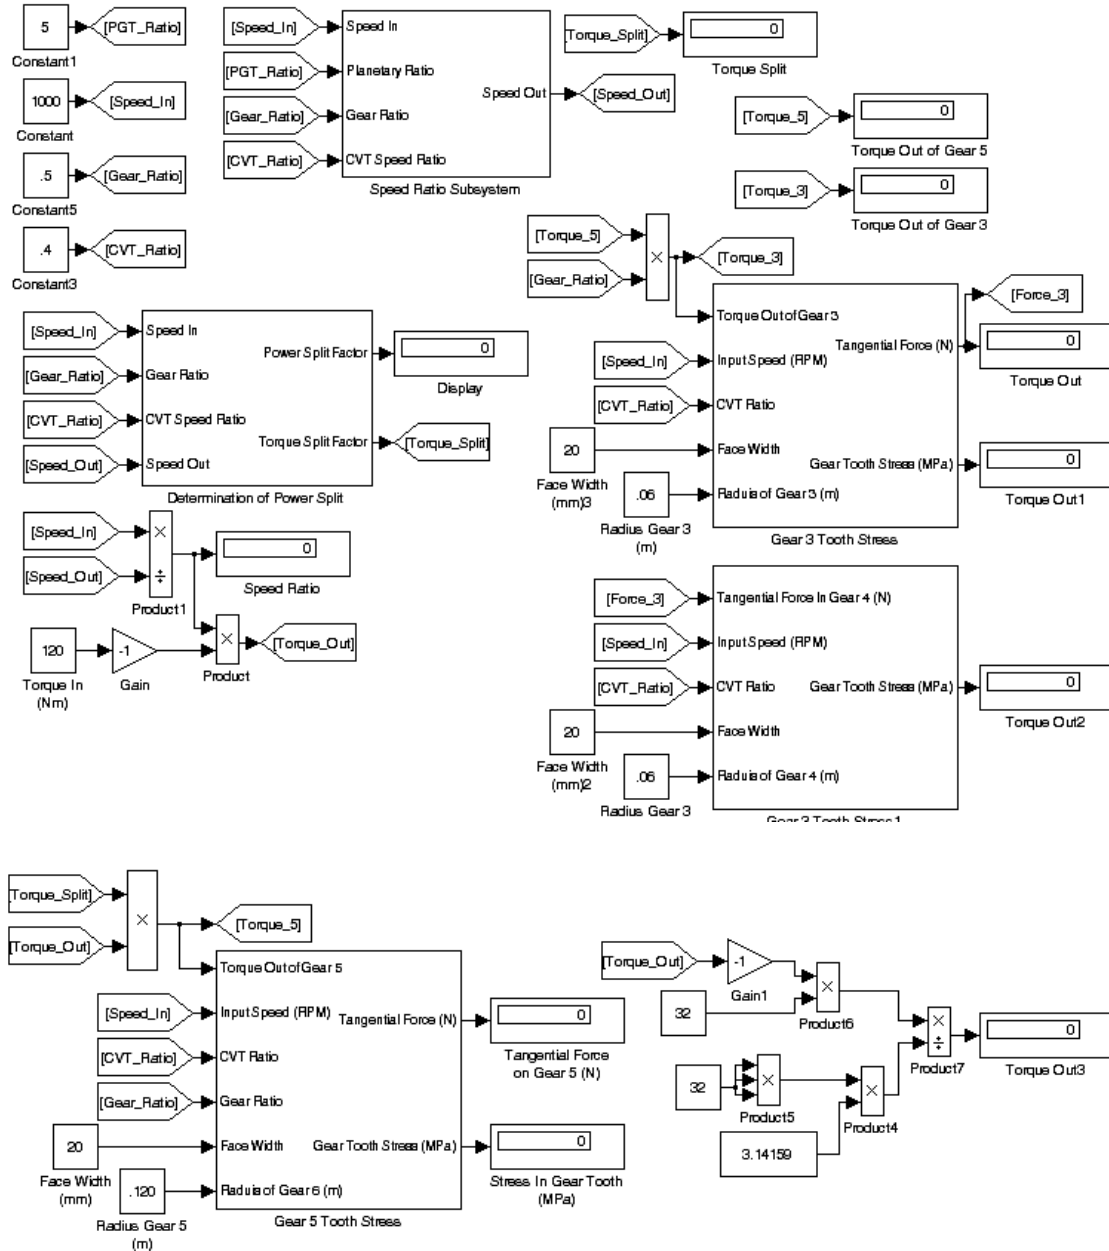 5
[PGT_Ratio]
Constant1
1000
[Speed_In]
Constant
.5
[Gear_Ratio]
Constant5
.4
[CVT_Ratio]
Constant3
[Speed_In]
[PGT_Ratio]
[Gear_Ratio]
[CVT_Ratio]
Speed In
Planetary Ratio
Gear Ratio
CVT Speed Ratio
Speed Out
[Speed_Out]
Speed Ratio Subsystem
[Torque_Split]
0
Torque Split
[Torque_5]
0
Torque Out of Gear 5
[Torque_3]
0
Torque Out of Gear 3
[Torque_5]
[Gear_Ratio]
×
[Torque_3]
[Speed_In]
[CVT_Ratio]
20
Face Width
(mm)3
.06
Radius Gear 3
(m)
Torque Out of Gear 3
Input Speed (RPM)
CVT Ratio
Face Width
Raduis of Gear 3 (m)
Tangential Force (N)
Gear Tooth Stress (MPa)
Gear 3 Tooth Stress
[Force_3]
0
Torque Out
0
Torque Out1
[Speed_In]
[Gear_Ratio]
[CVT_Ratio]
[Speed_Out]
Speed In
Gear Ratio
CVT Speed Ratio
Speed Out
Power Split Factor
Torque Split Factor
Determination of Power Split
0
Display
[Torque_Split]
[Speed_In]
[Speed_Out]
×
÷
Product1
0
Speed Ratio
120
Torque In
(Nm)
-1
Gain
×
Product
[Torque_Out]
[Force_3]
[Speed_In]
[CVT_Ratio]
20
Face Width
(mm)2
.06
Radius Gear 3
Tangential Force In Gear 4 (N)
Input Speed (RPM)
CVT Ratio
Face Width
Raduis of Gear 4 (m)
Gear Tooth Stress (MPa)
Gear 3 Tooth Stress1
0
Torque Out2
[Torque_Split]
[Torque_Out]
×
[Torque_5]
[Speed_In]
[CVT_Ratio]
[Gear_Ratio]
20
Face Width
(mm)
.120
Radius Gear 5
(m)
Torque Out of Gear 5
Input Speed (RPM)
CVT Ratio
Gear Ratio
Face Width
Raduis of Gear 6 (m)
Tangential Force (N)
Gear Tooth Stress (MPa)
Gear 5 Tooth Stress
0
Tangential Force
on Gear 5 (N)
0
Stress In Gear Tooth
(MPa)
[Torque_Out]
-1
Gain1
32
×
Product6
32
×
Product5
3.14159
×
Product4
×
÷
Product7
0
Torque Out3